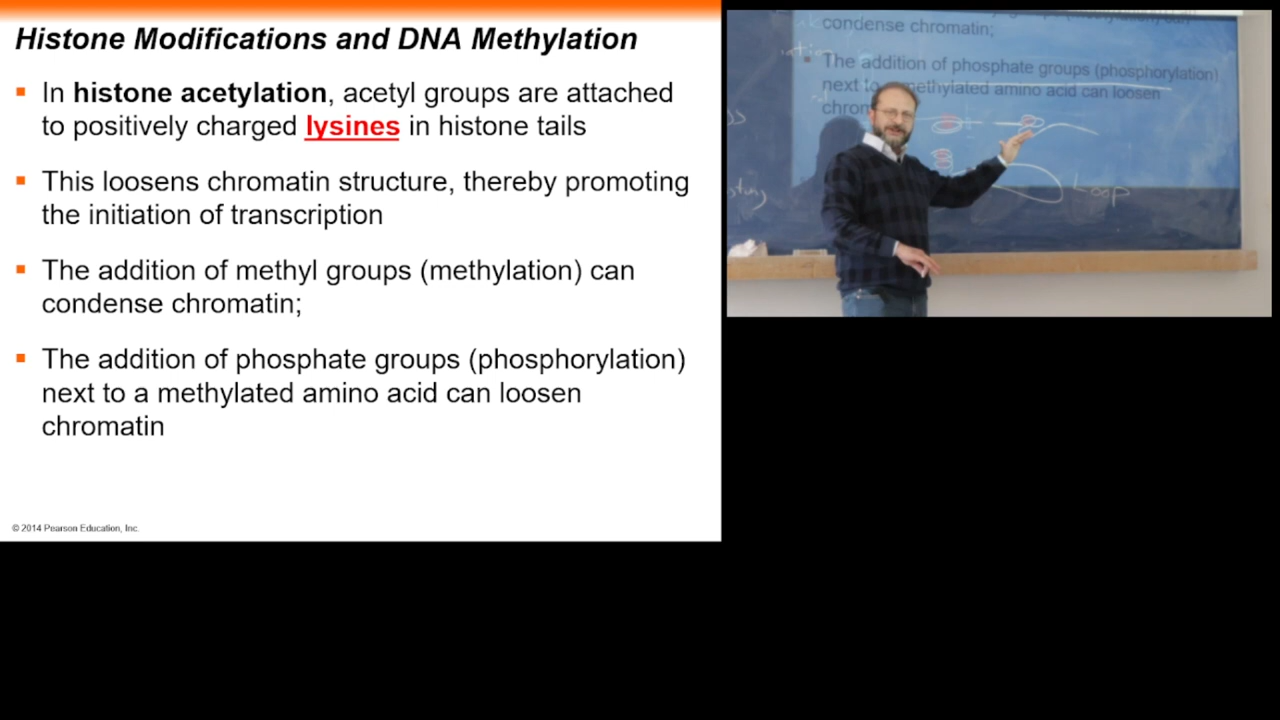 Histone Modifications and DNA Methylation
In histone acetylation, acetyl groups are attached
to positively charged lysines in histone tails
This loosens chromatin structure, thereby promoting
the initiation of transcription
The addition of methyl groups (methylation) can
condense chromatin;
The addition of phosphate groups (phosphorylation)
next to a methylated amino acid can loosen
chromatin
© 2014 Pearson Education, Inc.
condense chromatin;
The addition of phosphate groups (phosphorylation)
next to methylated amino acid can loosen
chrom
Loop